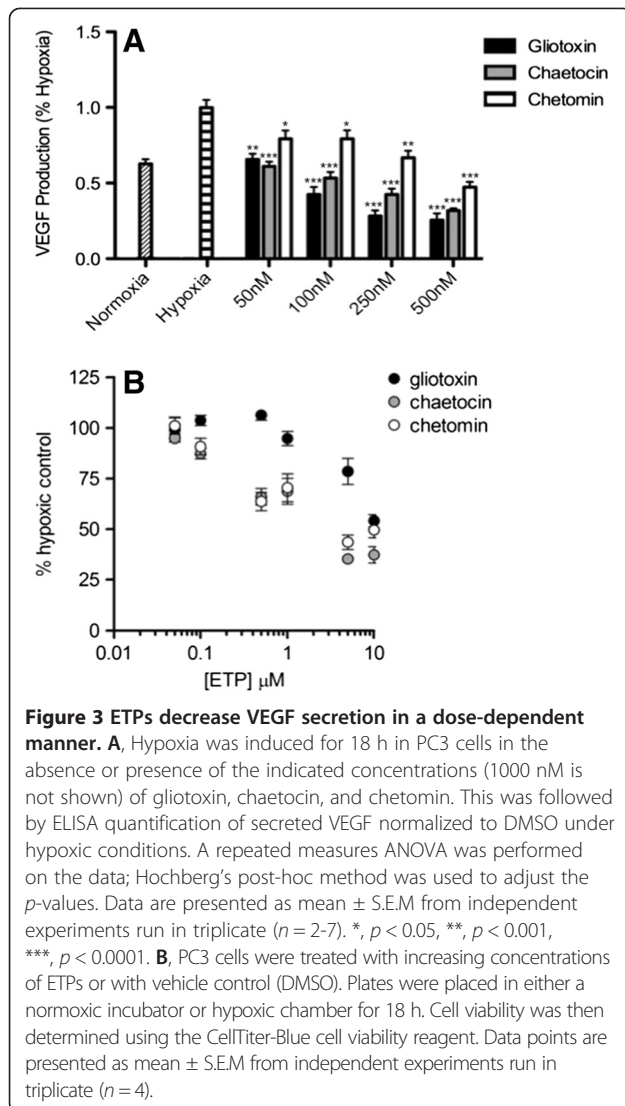 A
Gliotoxin
Chaetocin
Chetomin
VEGF Production (% Hypoxia)
1.5
1.0
0.5
0.0
** *** *
*** *** *
*** *** **
*** *** ***
Normoxia
Hypoxia
50nM
100nM
250nM
500nM
B
gliotoxin
chaetocin
chetomin
% hypoxic control
125
100
75
50
25
0
0.01 0.1 1 10
[ETP] μM
Figure 3 ETPs decrease VEGF secretion in a dose-dependent
manner. A, Hypoxia was induced for 18 h in PC3 cells in the
absence or presence of the indicated concentrations (1000 nM is
not shown) of gliotoxin, chaetocin, and chetomin. This was followed
by ELISA quantification of secreted VEGF normalized to DMSO under
hypoxic conditions. A repeated measures ANOVA was performed
on the data; Hochberg's post-hoc method was used to adjust the
p-values. Data are presented as mean ± S.E.M from independent
experiments run in triplicate (n = 2-7). *, p < 0.05, **, p < 0.001,
***, p < 0.0001. B, PC3 cells were treated with increasing concentrations
of ETPs or with vehicle control (DMSO). Plates were placed in either a
normoxic incubator or hypoxic chamber for 18 h. Cell viability was then
determined using the CellTiter-Blue cell viability reagent. Data points are
presented as mean ± S.E.M from independent experiments run in
triplicate (n = 4).